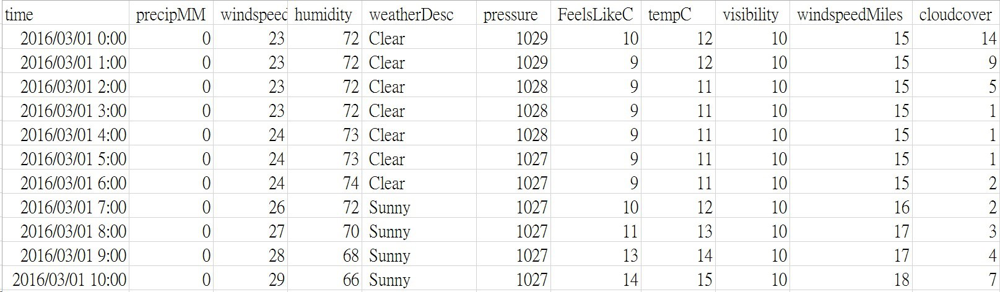 time precipMM windspeed humidity weatherDesc pressure FeelsLikeC tempC visibility windspeedMiles cloudcover
2016/03/01 0:00 0 23 72 Clear 1029 10 12 10 15 14
2016/03/01 1:00 0 23 72 Clear 1029 9 12 10 15 9
2016/03/01 2:00 0 23 72 Clear 1028 9 11 10 15 5
2016/03/01 3:00 0 23 72 Clear 1028 9 11 10 15 1
2016/03/01 4:00 0 24 73 Clear 1028 9 11 10 15 1
2016/03/01 5:00 0 24 73 Clear 1027 9 11 10 15 1
2016/03/01 6:00 0 24 74 Clear 1027 9 11 10 15 2
2016/03/01 7:00 0 26 72 Sunny 1027 10 12 10 16 2
2016/03/01 8:00 0 27 70 Sunny 1027 11 13 10 17 3
2016/03/01 9:00 0 28 68 Sunny 1027 13 14 10 17 4
2016/03/01 10:00 0 29 66 Sunny 1027 14 15 10 18 7